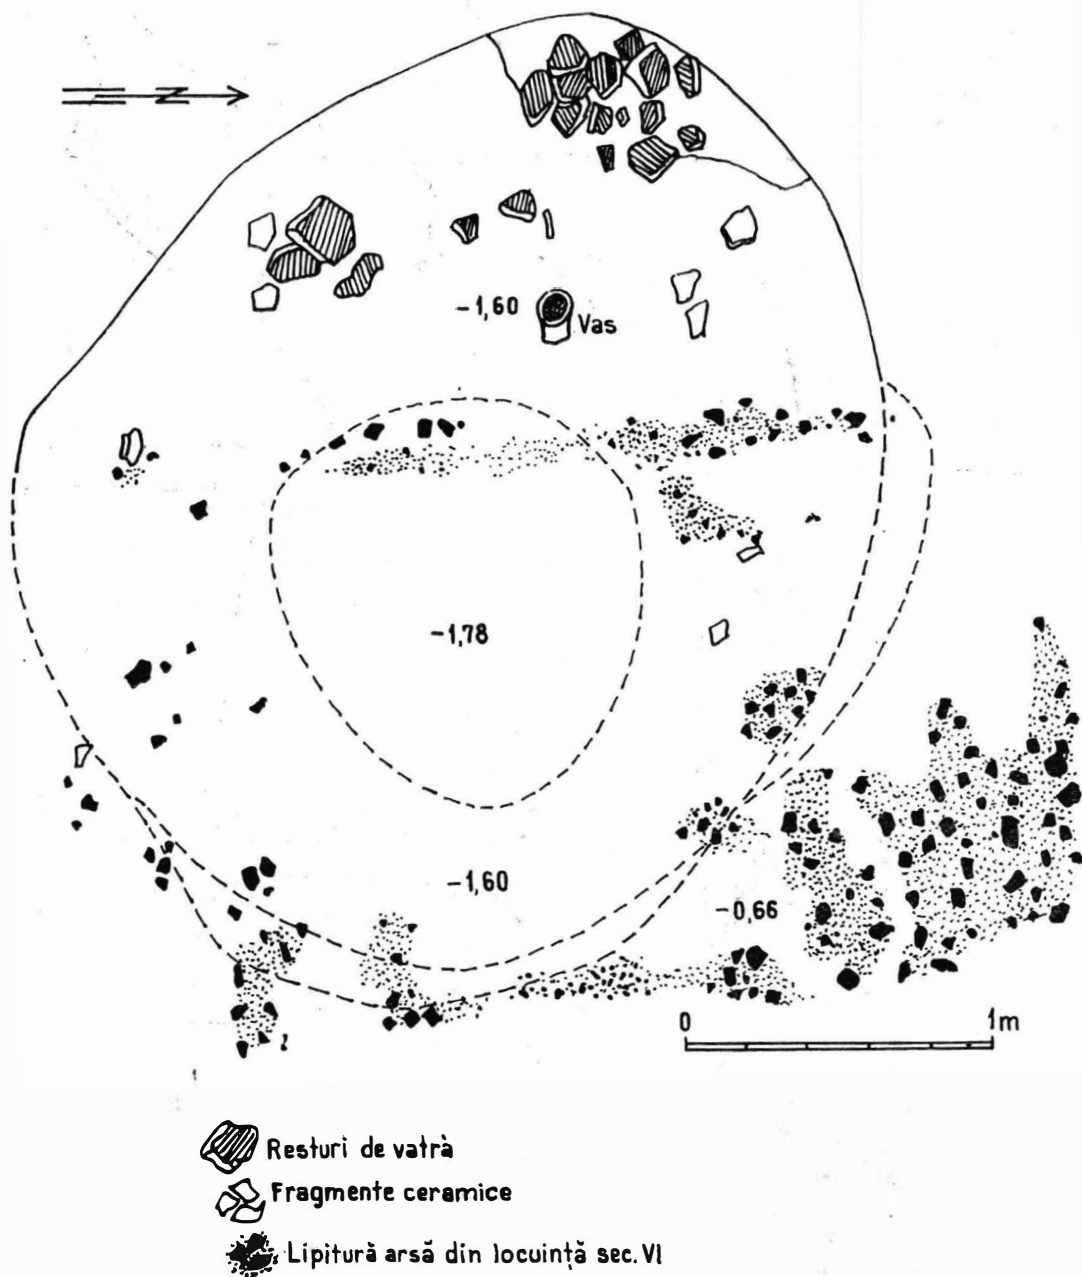 N
-1,60
Vas
-1,78
-1,60
-0,66
0 1m
Resturi de vatrà
Fragmente ceramice
Lipitură arsă din locuință sec. VI